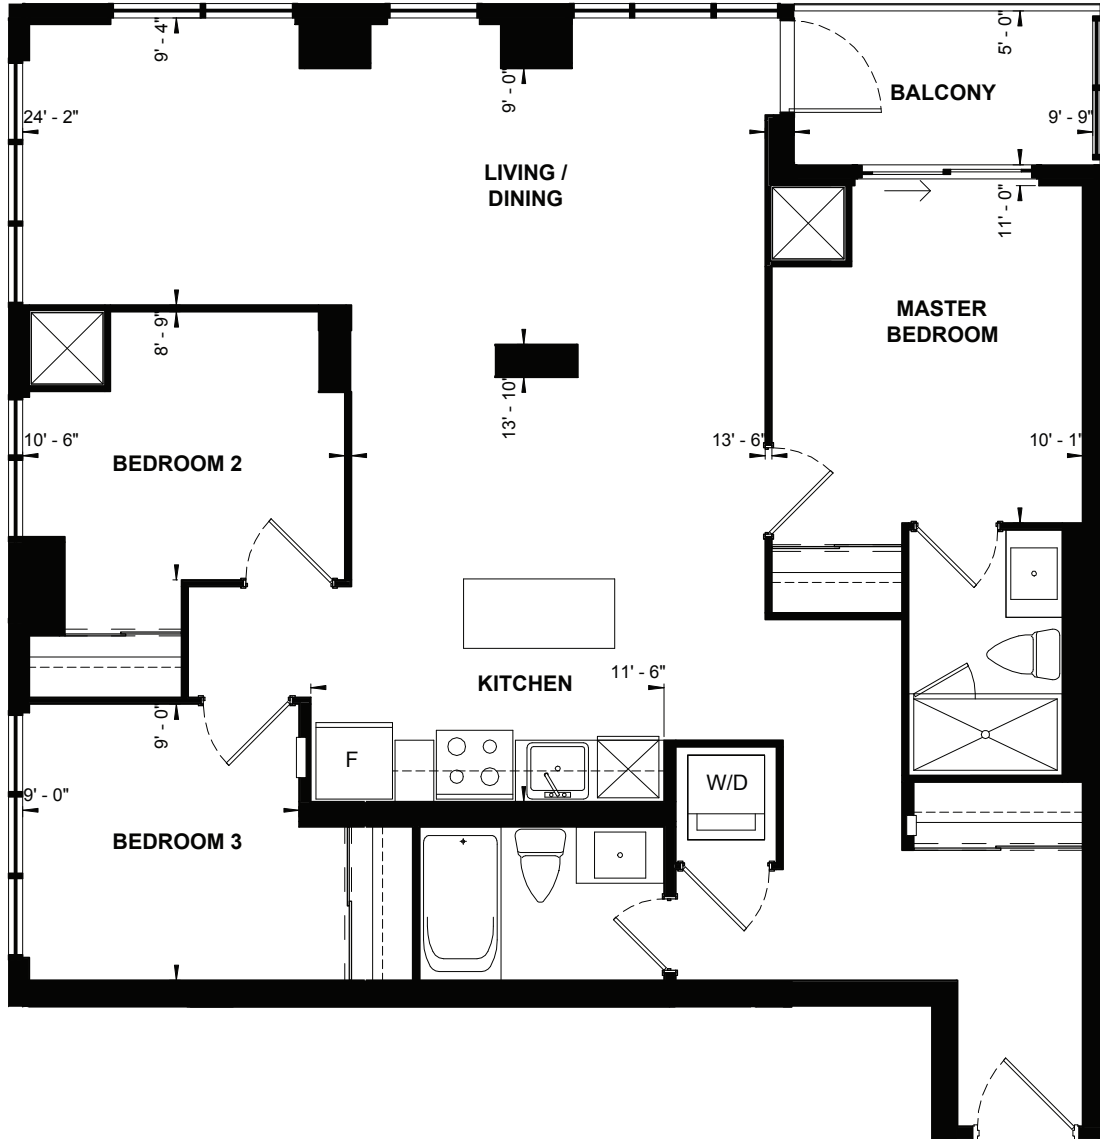 9' - 4"
9' - 0"
5' - 0"
BALCONY
24' - 2"
9' - 9"
LIVING /
DINING
11' - 0"
MASTER
BEDROOM
8' - 9"
13' - 10"
10' - 6"
13' - 6"
10' - 1"
BEDROOM 2
KITCHEN
11' - 6"
9' - 0"
F
W/D
9' - 0"
BEDROOM 3